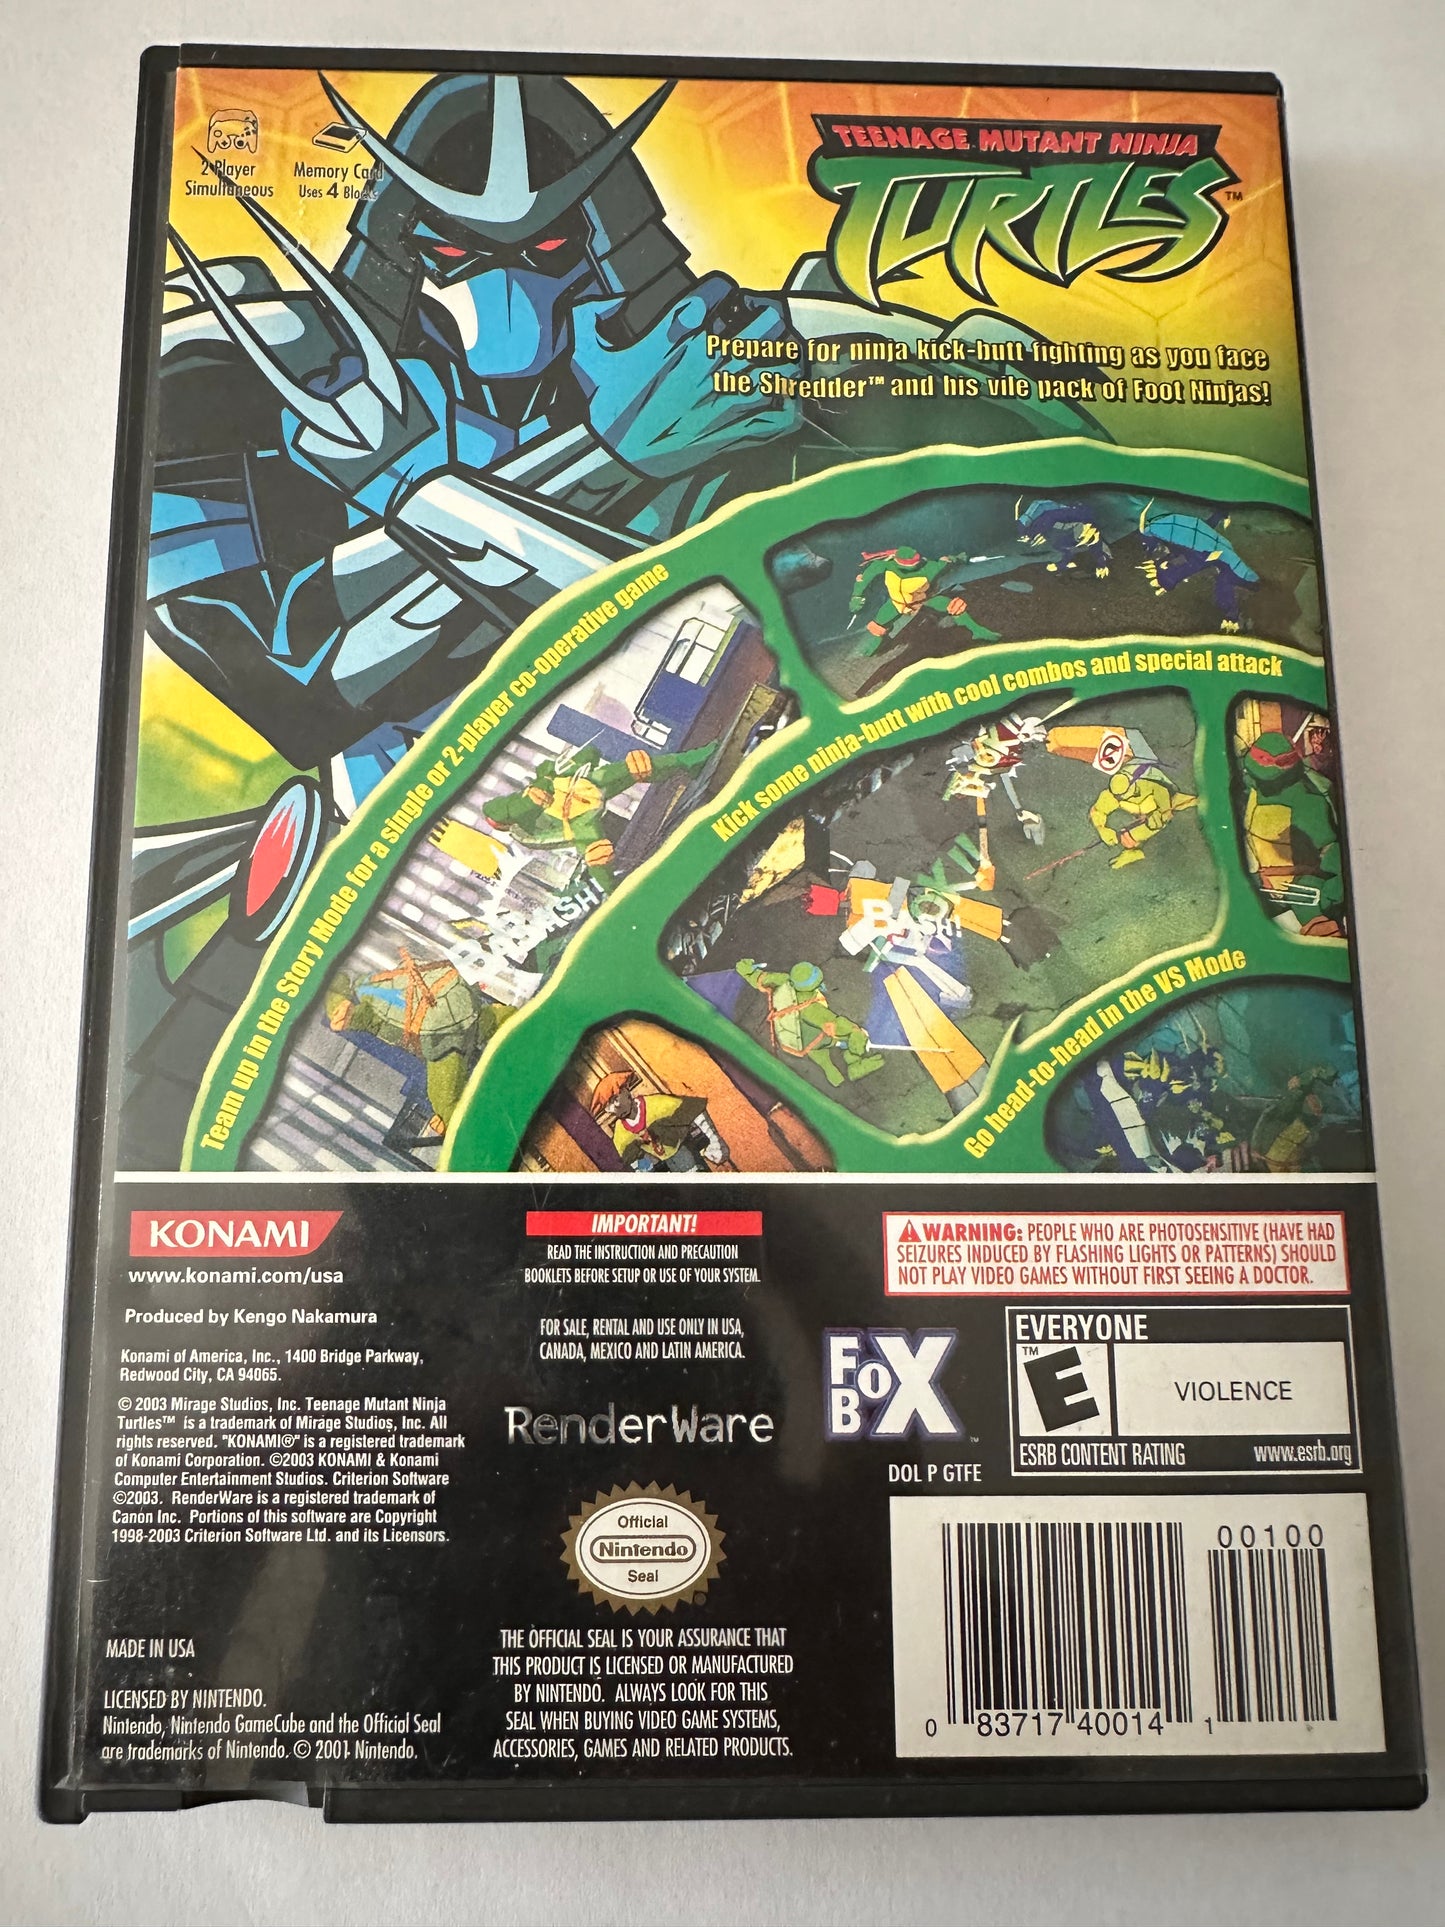 2 Player
Simultaneous
Memory Card
Uses 4 Blocks
TEENAGE MUTANT NINJA
TURTLES™
Prepare for ninja kick-butt fighting as you face
the Shredder™ and his vile pack of Foot Ninjas!
Team up in the Story Mode for a single or 2-player co-operative game
Kick some ninja-butt with cool combos and special attack
BASH!
BASH!
Go head-to-head in the VS Mode
KONAMI
www.konami.com/usa
Produced by Kengo Nakamura
Konami of America, Inc., 1400 Bridge Parkway,
Redwood City, CA 94065.
© 2003 Mirage Studios, Inc. Teenage Mutant Ninja
Turtles™ is a trademark of Mirage Studios, Inc. All
rights reserved. "KONAMI®" is a registered trademark
of Konami Corporation. ©2003 KONAMI & Konami
Computer Entertainment Studios. Criterion Software
©2003. RenderWare is a registered trademark of
Canon Inc. Portions of this software are Copyright
1998-2003 Criterion Software Ltd. and its Licensors.
MADE IN USA
LICENSED BY NINTENDO.
Nintendo, Nintendo GameCube and the Official Seal
are trademarks of Nintendo. © 2001 Nintendo.
IMPORTANT!
READ THE INSTRUCTION AND PRECAUTION
BOOKLETS BEFORE SETUP OR USE OF YOUR SYSTEM.
FOR SALE, RENTAL AND USE ONLY IN USA,
CANADA, MEXICO AND LATIN AMERICA.
RenderWare
Official
Nintendo
Seal
THE OFFICIAL SEAL IS YOUR ASSURANCE THAT
THIS PRODUCT IS LICENSED OR MANUFACTURED
BY NINTENDO. ALWAYS LOOK FOR THIS
SEAL WHEN BUYING VIDEO GAME SYSTEMS,
ACCESSORIES, GAMES AND RELATED PRODUCTS.
WARNING: PEOPLE WHO ARE PHOTOSENSITIVE (HAVE HAD
SEIZURES INDUCED BY FLASHING LIGHTS OR PATTERNS) SHOULD
NOT PLAY VIDEO GAMES WITHOUT FIRST SEEING A DOCTOR.
FOX BOX™
DOL P GTFE
EVERYONE
™
E
VIOLENCE
ESRB CONTENT RATING www.esrb.org
00100
0 83717 40014 1